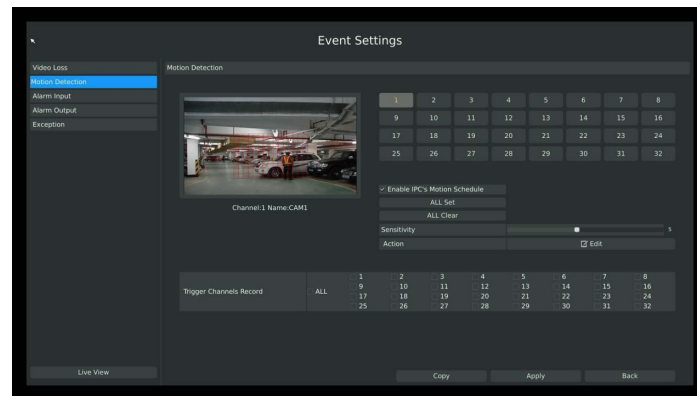 Event Settings
Video Loss
Motion Detection
Alarm Input
Alarm Output
Exception
Motion Detection
1 2 3 4 5 6 7 8
9 10 11 12 13 14 15 16
17 18 19 20 21 22 23 24
25 26 27 28 29 30 31 32
Channel:1 Name:CAM1
Enable IPC's Motion Schedule
ALL Set
ALL Clear
Sensitivity 5
Action Edit
Trigger Channels Record ALL
1 2 3 4 5 6 7 8
9 10 11 12 13 14 15 16
17 18 19 20 21 22 23 24
25 26 27 28 29 30 31 32
Live View
Copy Apply Back